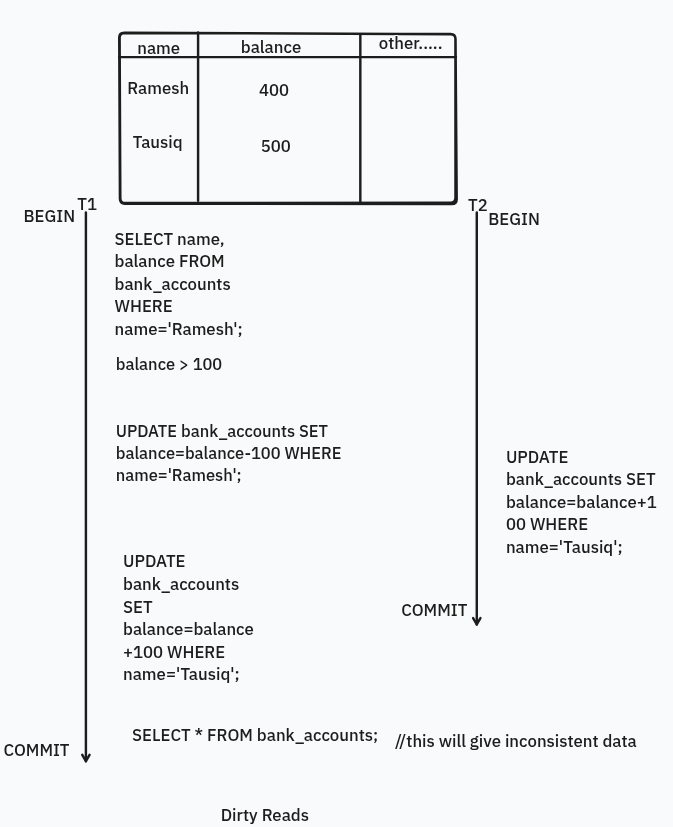 name balance other.....
Ramesh 400
Tausiq 500
T1
BEGIN
T2
BEGIN
SELECT name,
balance FROM
bank_accounts
WHERE
name='Ramesh';
balance > 100
UPDATE bank_accounts SET
balance=balance-100 WHERE
name='Ramesh';
UPDATE
bank_accounts SET
balance=balance+1
00 WHERE
name='Tausiq';
COMMIT
UPDATE
bank_accounts
SET
balance=balance
+100 WHERE
name='Tausiq';
SELECT * FROM bank_accounts; //this will give inconsistent data
COMMIT
Dirty Reads